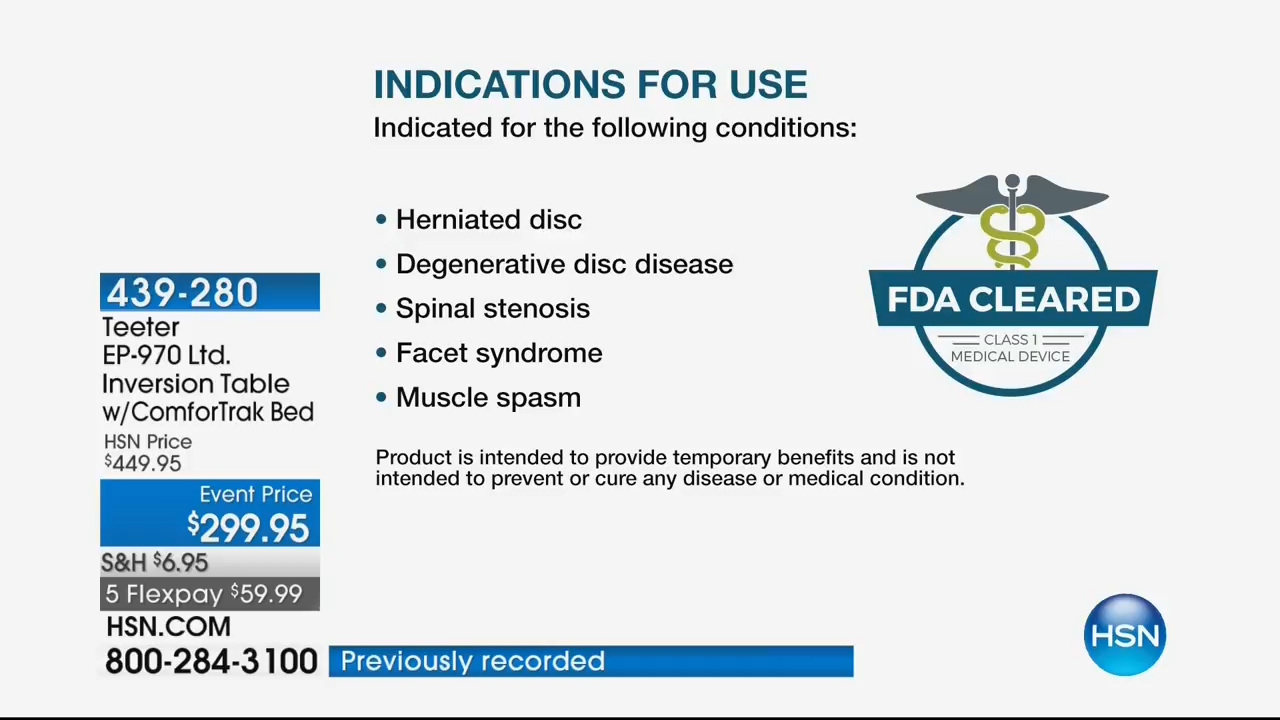 INDICATIONS FOR USE
Indicated for the following conditions:
• Herniated disc
• Degenerative disc disease
• Spinal stenosis
• Facet syndrome
• Muscle spasm
Product is intended to provide temporary benefits and is not
intended to prevent or cure any disease or medical condition.
FDA CLEARED
CLASS 1
MEDICAL DEVICE
439-280
Teeter
EP-970 Ltd.
Inversion Table
w/ComforTrak Bed
HSN Price
$449.95
Event Price
$299.95
S&H $6.95
5 Flexpay $59.99
HSN.COM
800-284-3100
Previously recorded
HSN